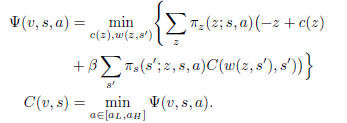 Ψ(v, s, a) = min_{c(z),w(z,s′)} { ∑_z π_z(z; s, a)(−z + c(z)
+ β ∑_{s′} π_s(s′; z, s, a)C(w(z, s′), s′)) }
C(v, s) = min_{a∈[a_L,a_H]} Ψ(v, s, a).